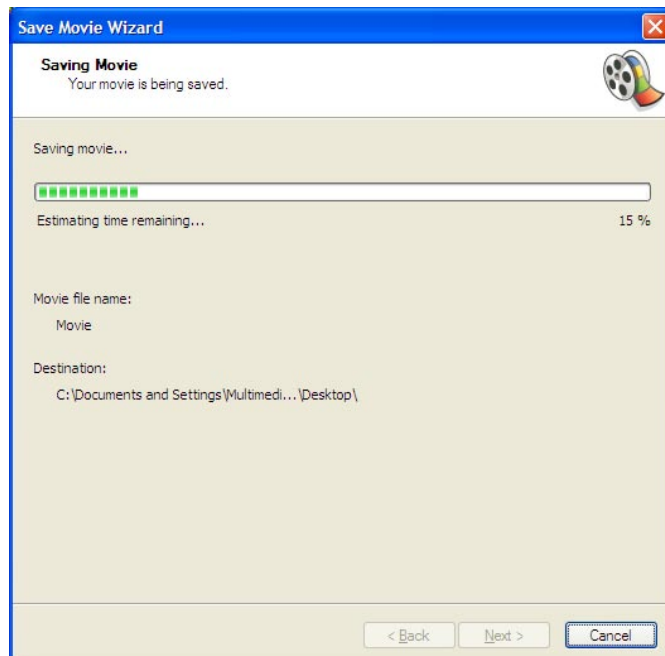 Save Movie Wizard
Saving Movie
Your movie is being saved.
Saving movie...
Estimating time remaining... 15 %
Movie file name:
Movie
Destination:
C:\Documents and Settings\Multimedi...\Desktop\
< Back Next > Cancel